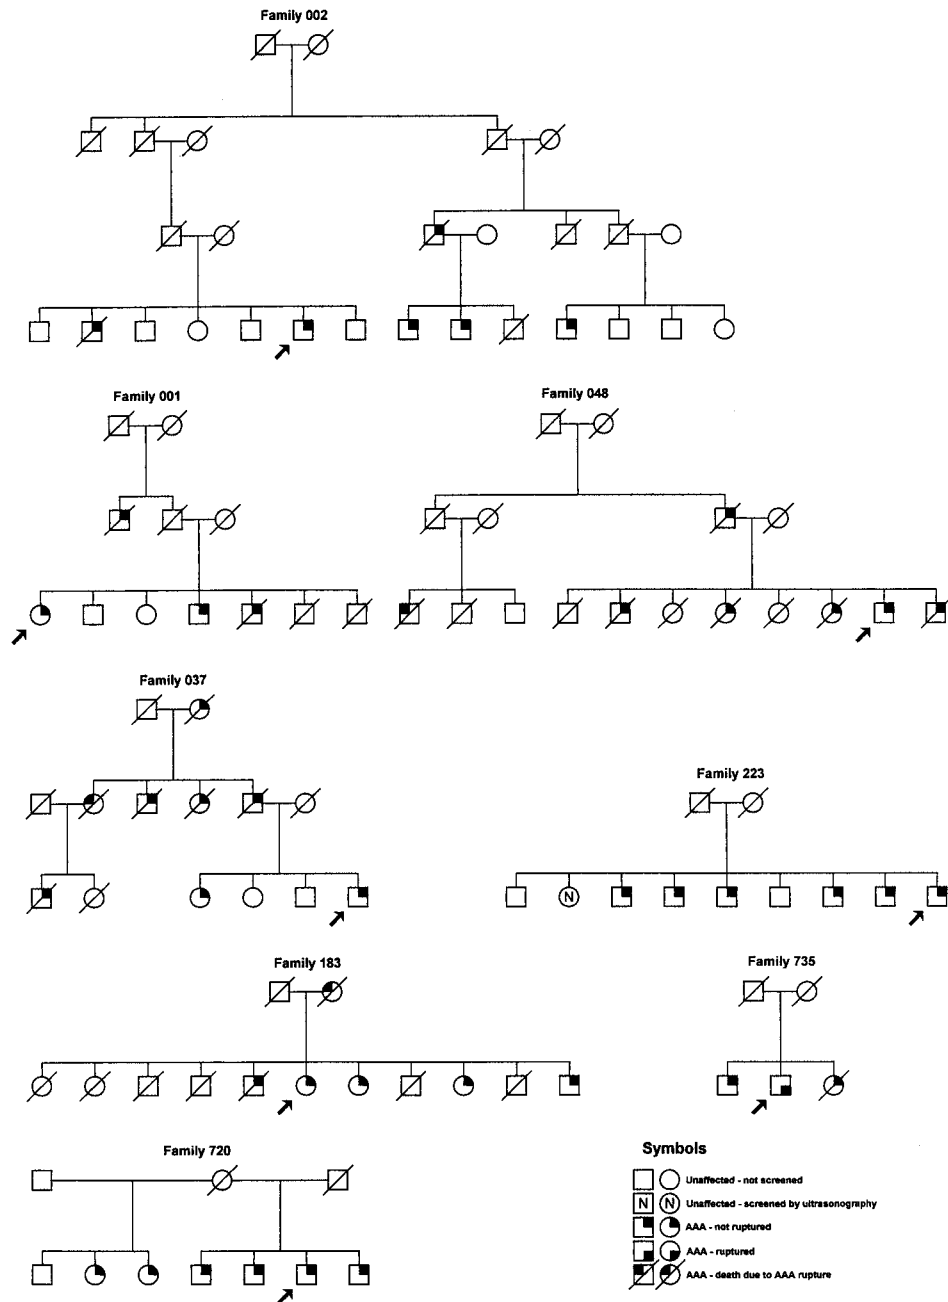 Family 002
Family 001
Family 048
Family 037
Family 223
N
Family 183
Family 735
Family 720
Symbols
Unaffected - not screened
N N Unaffected - screened by ultrasonography
AAA - not ruptured
AAA - ruptured
AAA - death due to AAA rupture